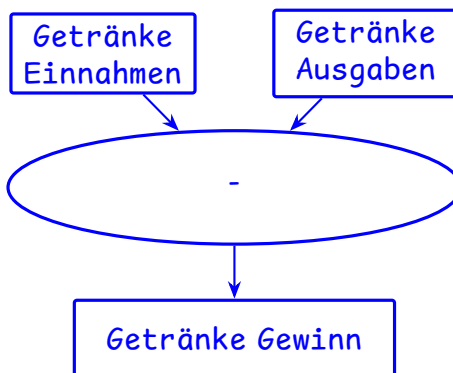 Getränke
Einnahmen
Getränke
Ausgaben
-
Getränke Gewinn